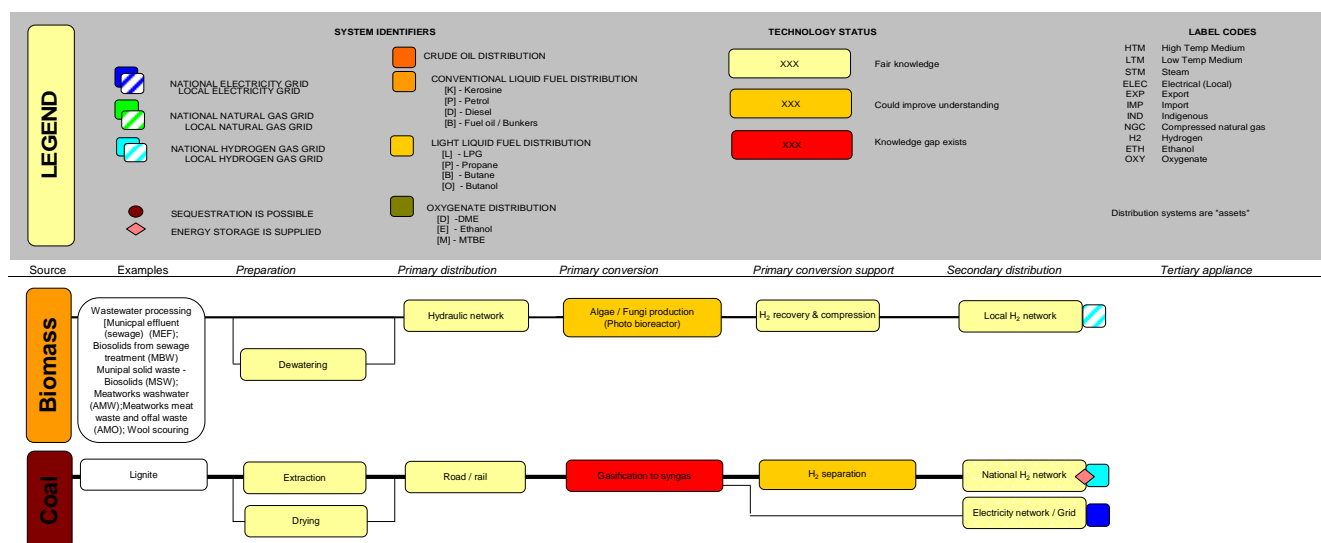 LEGEND
SYSTEM IDENTIFIERS
NATIONAL ELECTRICITY GRID
LOCAL ELECTRICITY GRID
NATIONAL NATURAL GAS GRID
LOCAL NATURAL GAS GRID
NATIONAL HYDROGEN GAS GRID
LOCAL HYDROGEN GAS GRID
SEQUESTRATION IS POSSIBLE
ENERGY STORAGE IS SUPPLIED
CRUDE OIL DISTRIBUTION
CONVENTIONAL LIQUID FUEL DISTRIBUTION
[K] - Kerosine
[P] - Petrol
[D] - Diesel
[B] - Fuel oil / Bunkers
LIGHT LIQUID FUEL DISTRIBUTION
[L] - LPG
[P] - Propane
[B] - Butane
[O] - Butanol
OXYGENATE DISTRIBUTION
[D] -DME
[E] - Ethanol
[M] - MTBE
TECHNOLOGY STATUS
XXX Fair knowledge
XXX Could improve understanding
XXX Knowledge gap exists
LABEL CODES
HTM High Temp Medium
LTM Low Temp Medium
STM Steam
ELEC Electrical (Local)
EXP Export
IMP Import
IND Indigenous
NGC Compressed natural gas
H2 Hydrogen
ETH Ethanol
OXY Oxygenate
Distribution systems are "assets"
Source Examples Preparation Primary distribution Primary conversion Primary conversion support Secondary distribution Tertiary appliance
Biomass
Wastewater processing
[Municpal effluent
(sewage) (MEF);
Biosolids from sewage
treatment (MBW)
Munipal solid waste -
Biosolids (MSW);
Meatworks washwater
(AMW);Meatworks meat
waste and offal waste
(AMO); Wool scouring
Dewatering
Hydraulic network
Algae / Fungi production
(Photo bioreactor)
H₂ recovery & compression
Local H₂ network
Coal
Lignite
Extraction
Drying
Road / rail
Gasification to syngas
H₂ separation
National H₂ network
Electricity network / Grid